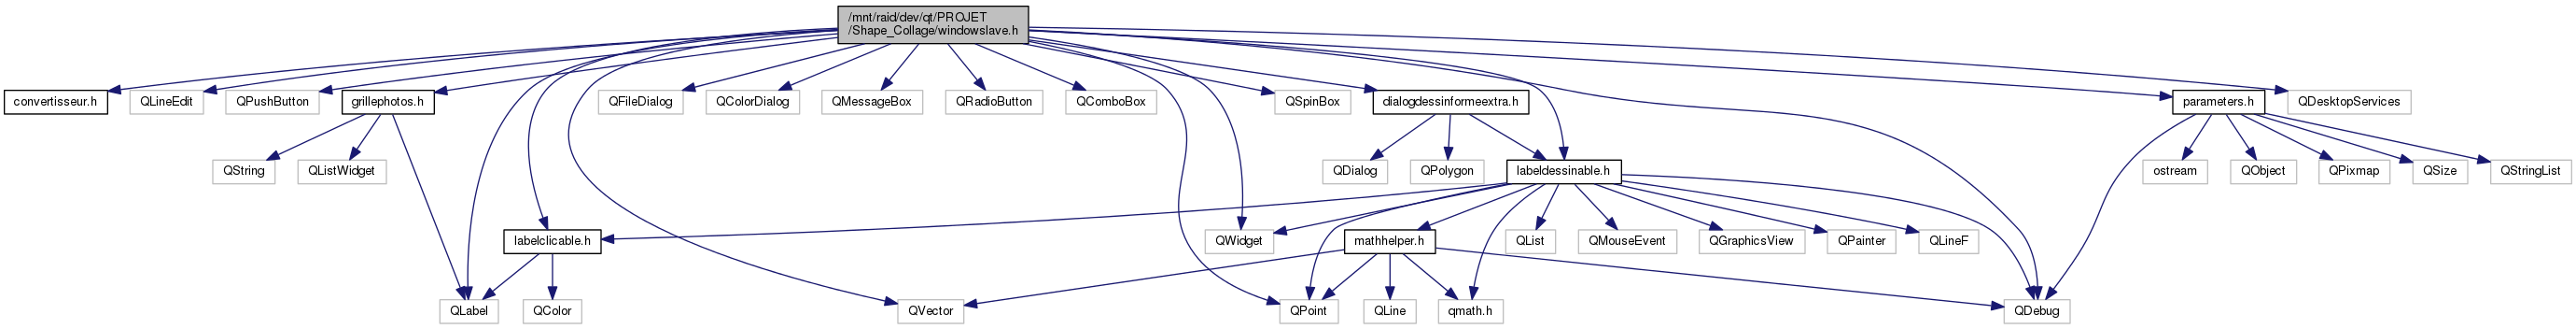 /mnt/raid/dev/qt/PROJET
/Shape_Collage/windowslave.h
convertisseur.h
QLineEdit
QPushButton
grillephotos.h
QFileDialog
QColorDialog
QMessageBox
QRadioButton
QComboBox
QSpinBox
dialogdessinformeextra.h
parameters.h
QDesktopServices
QString
QListWidget
QDialog
QPolygon
labeldessinable.h
ostream
QObject
QPixmap
QSize
QStringList
labelclicable.h
QWidget
mathhelper.h
QList
QMouseEvent
QGraphicsView
QPainter
QLineF
QLabel
QColor
QVector
QPoint
QLine
qmath.h
QDebug